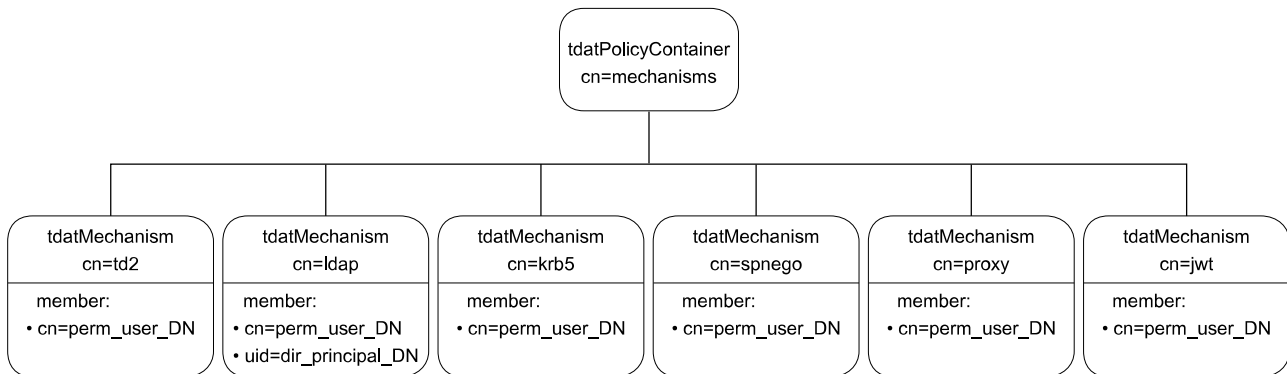 tdatPolicyContainer
cn=mechanisms
tdatMechanism
cn=td2
member:
• cn=perm_user_DN
tdatMechanism
cn=ldap
member:
• cn=perm_user_DN
• uid=dir_principal_DN
tdatMechanism
cn=krb5
member:
• cn=perm_user_DN
tdatMechanism
cn=spnego
member:
• cn=perm_user_DN
tdatMechanism
cn=proxy
member:
• cn=perm_user_DN
tdatMechanism
cn=jwt
member:
• cn=perm_user_DN